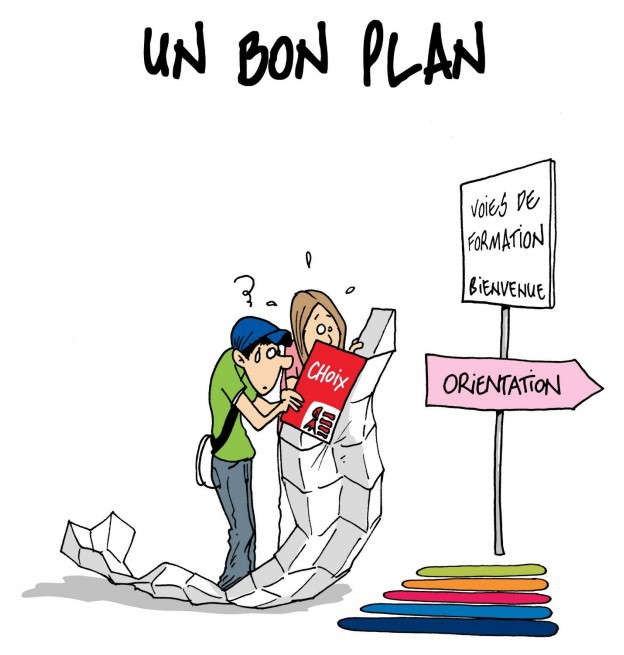 UN BON PLAN
VOIES DE
FORMATION
BIENVENUE
ORIENTATION
CHOIX